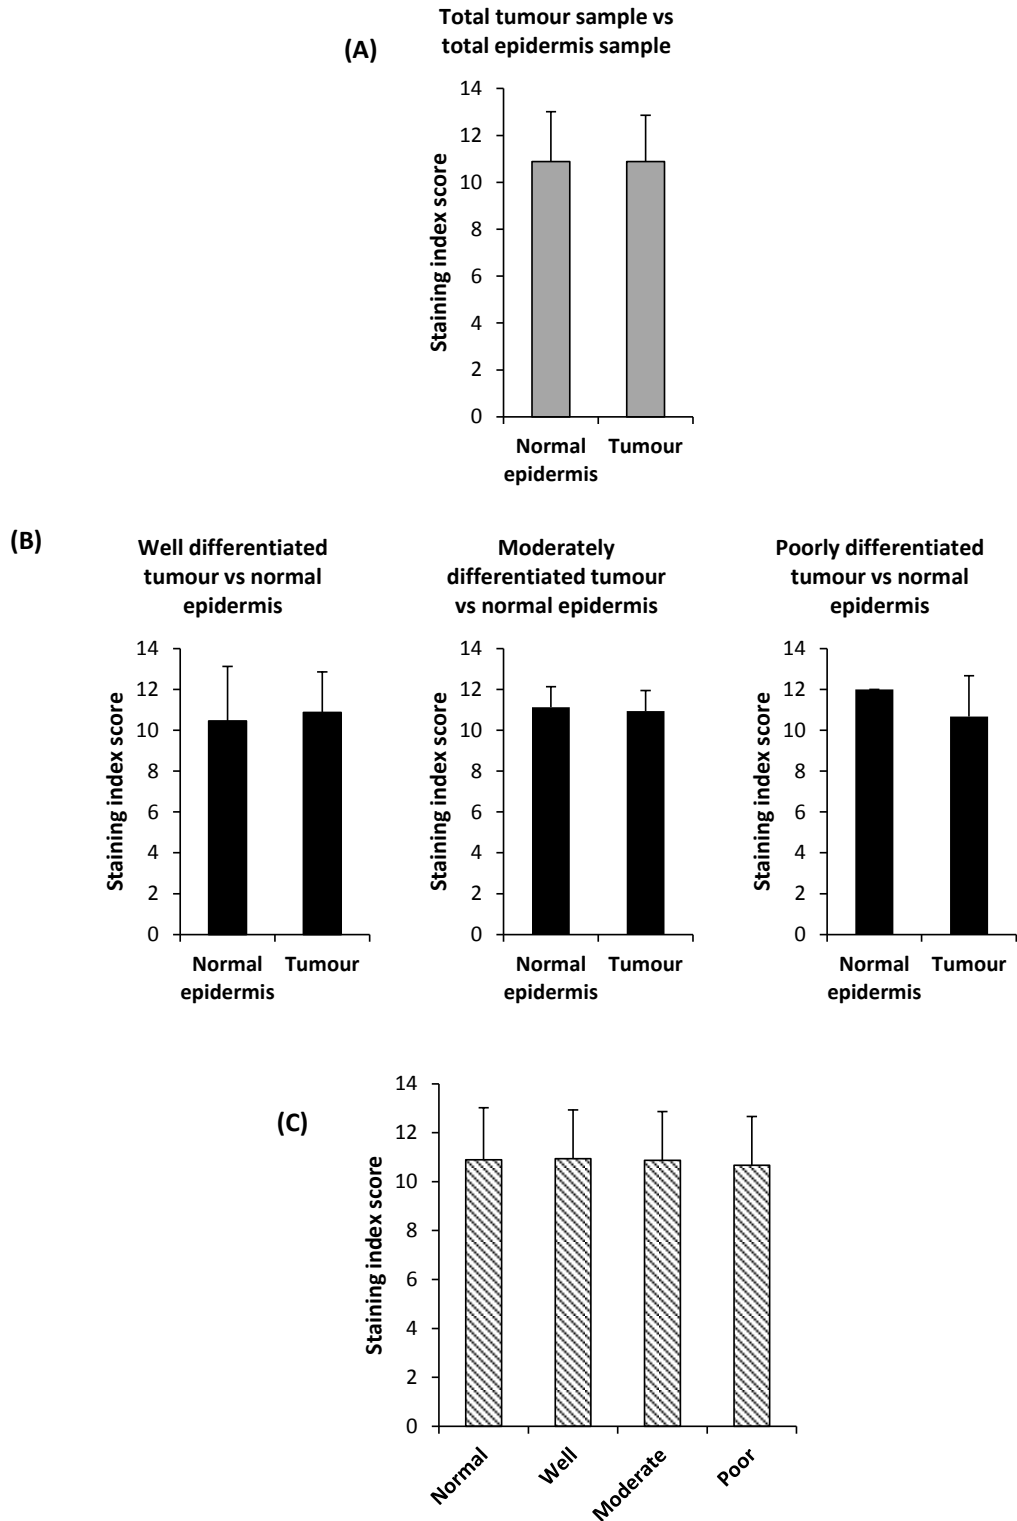 Total tumour sample vs
total epidermis sample
(A)
14
12
10
8
6
4
2
0
Staining index score
Normal
epidermis
Tumour
(B)
Well differentiated
tumour vs normal
epidermis
14
12
10
8
6
4
2
0
Staining index score
Normal
epidermis
Tumour
Moderately
differentiated tumour
vs normal epidermis
14
12
10
8
6
4
2
0
Staining index score
Normal
epidermis
Tumour
Poorly differentiated
tumour vs normal
epidermis
14
12
10
8
6
4
2
0
Staining index score
Normal
epidermis
Tumour
(C)
14
12
10
8
6
4
2
0
Staining index score
Normal
Well
Moderate
Poor